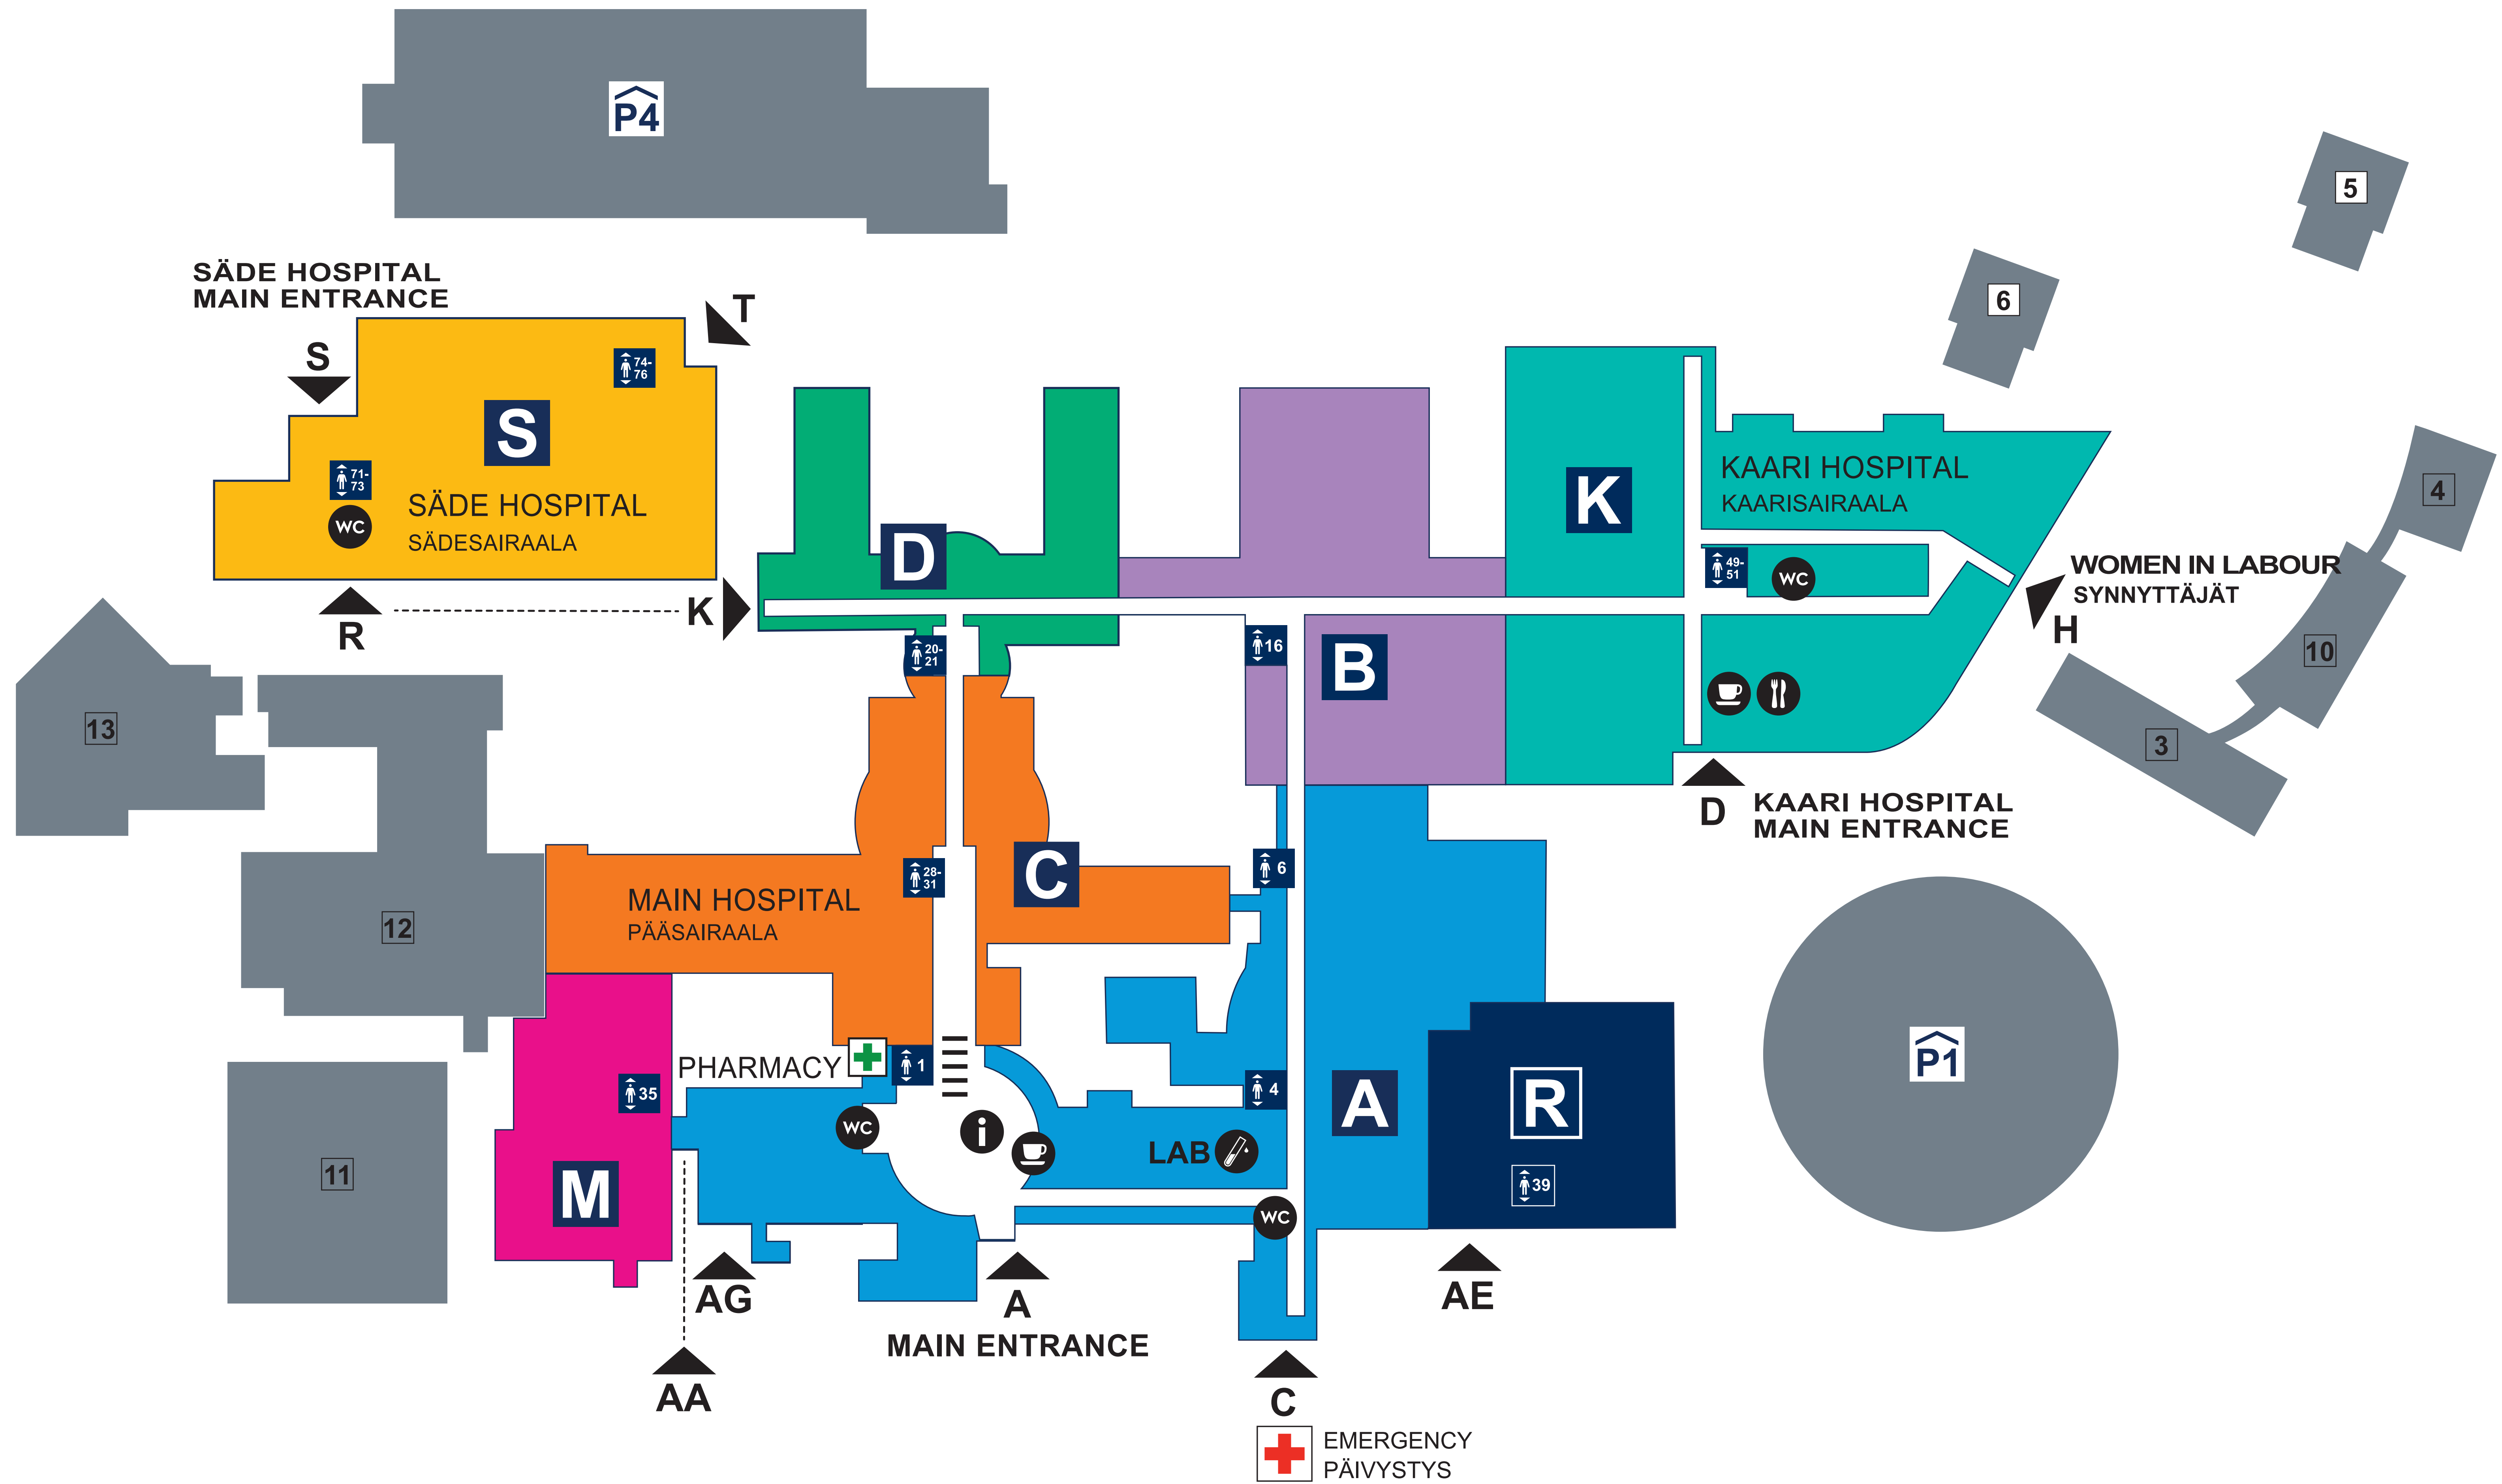 P4
5
6
SÄDE HOSPITAL
MAIN ENTRANCE
T
S
74-
76
S
71-
73
WC
SÄDE HOSPITAL
SÄDESAIRAALA
R
K
D
K
KAARI HOSPITAL
KAARISAIRAALA
4
49-
51
WC
WOMEN IN LABOUR
SYNNYTTÄJÄT
H
10
3
20-
21
16
B
13
D
KAARI HOSPITAL
MAIN ENTRANCE
MAIN HOSPITAL
PÄÄSAIRAALA
28-
31
C
6
12
PHARMACY
1
35
WC
i
LAB
4
A
R
39
P1
11
M
WC
AG
A
MAIN ENTRANCE
AE
AA
C
EMERGENCY
PÄIVYSTYS